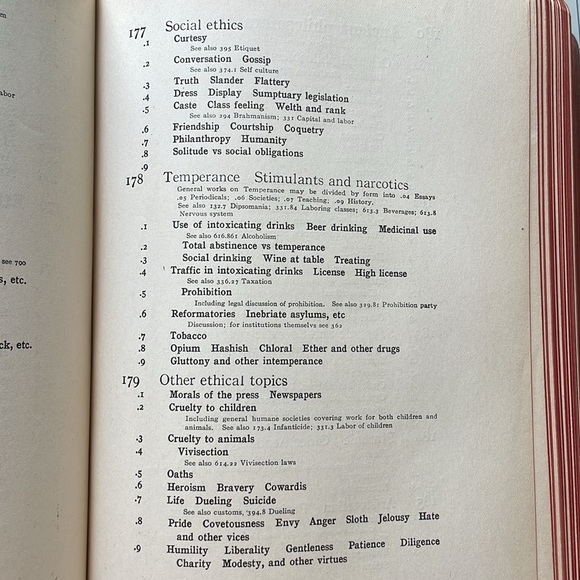 abor
see 700
s, etc.
ck, etc.
177 Social ethics
.1 Curtesy
See also 395 Etiquet
.2 Conversation Gossip
See also 374.1 Self culture
.3 Truth Slander Flattery
.4 Dress Display Sumptuary legislation
.5 Caste Class feeling Welth and rank
See also 294 Brahmanism; 331 Capital and labor
.6 Friendship Courtship Coquetry
.7 Philanthropy Humanity
.8 Solitude vs social obligations
.9
178 Temperance Stimulants and narcotics
General works on Temperance may be divided by form into .04 Essays
.05 Periodicals; .06 Societies; .07 Teaching; .09 History.
See also 132.7 Dipsomania; 331.84 Laboring classes; 613.3 Beverages; 613.8
Nervous system
.1 Use of intoxicating drinks Beer drinking Medicinal use
See also 616.861 Alcoholism
.2 Total abstinence vs temperance
.3 Social drinking Wine at table Treating
.4 Traffic in intoxicating drinks License High license
See also 336.27 Taxation
.5 Prohibition
Including legal discussion of prohibition. See also 329.81 Prohibition party
.6 Reformatories Inebriate asylums, etc
Discussion; for institutions themselvs see 362
.7 Tobacco
.8 Opium Hashish Chloral Ether and other drugs
.9 Gluttony and other intemperance
179 Other ethical topics
.1 Morals of the press Newspapers
.2 Cruelty to children
Including general humane societies covering work for both children and
animals. See also 173.4 Infanticide; 331.3 Labor of children
.3 Cruelty to animals
.4 Vivisection
See also 614.22 Vivisection laws
.5 Oaths
.6 Heroism Bravery Cowardis
.7 Life Dueling Suicide
See also customs, 394.8 Dueling
.8 Pride Covetousness Envy Anger Sloth Jelousy Hate
and other vices
.9 Humility Liberality Gentleness Patience Diligence
Charity Modesty, and other virtues